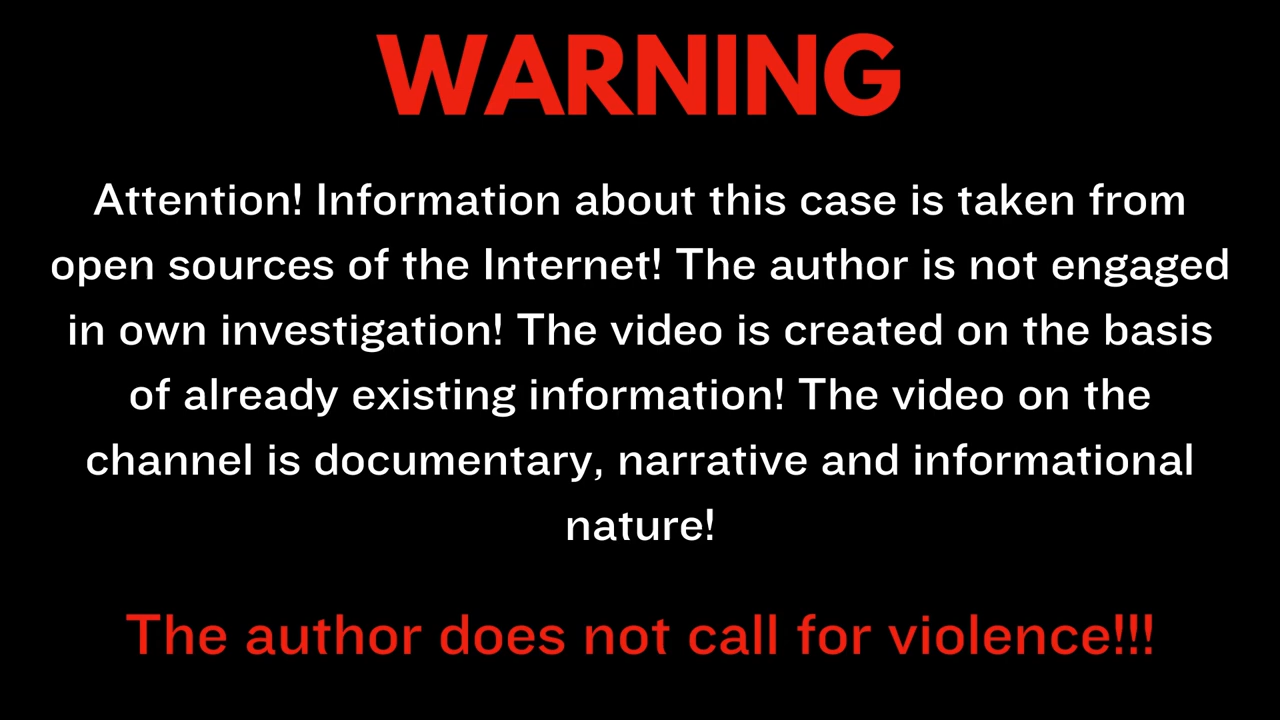 WARNING
Attention! Information about this case is taken from
open sources of the Internet! The author is not engaged
in own investigation! The video is created on the basis
of already existing information! The video on the
channel is documentary, narrative and informational
nature!
The author does not call for violence!!!